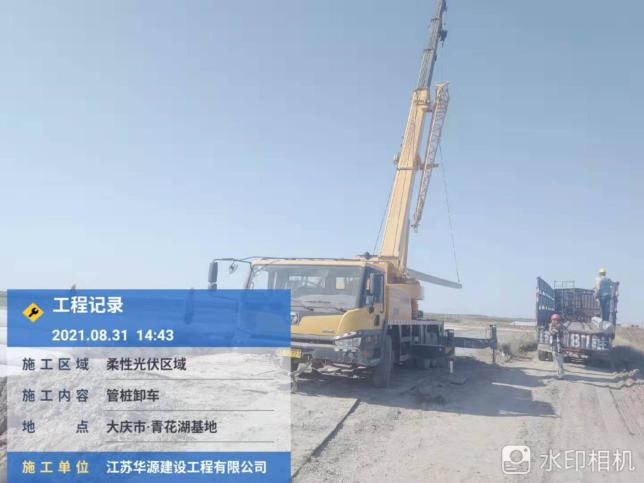 工程记录
2021.08.31 14:43
施工区域 柔性光伏区域
施工内容 管桩卸车
地点 大庆市·青花湖基地
施工单位 江苏华源建设工程有限公司
水印相机